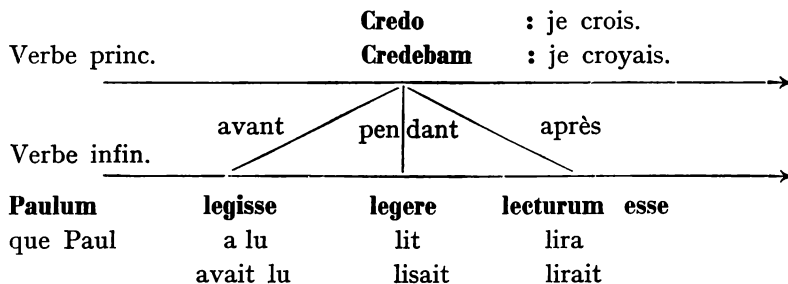 Credo : je crois.
Verbe princ. Credebam : je croyais.
avant pendant après
Verbe infin.
Paulum legisse legere lecturum esse
que Paul a lu lit lira
avait lu lisait lirait